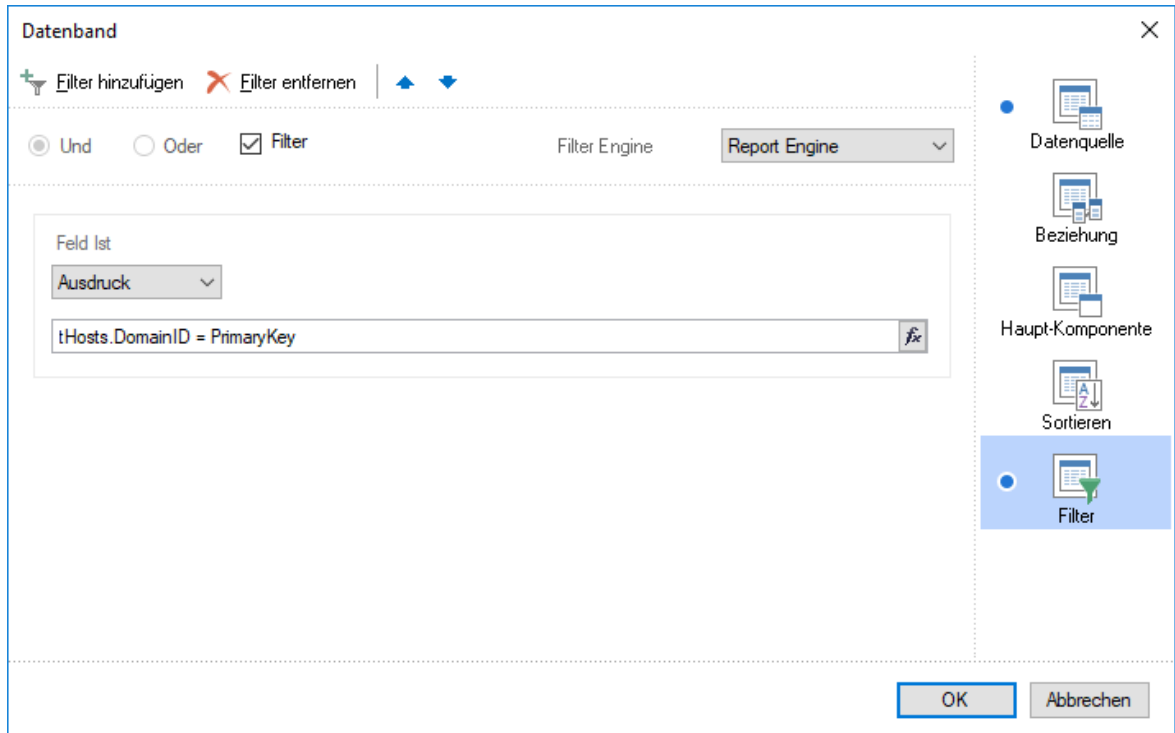 Datenband
Filter hinzufügen Filter entfernen
Und Oder Filter Filter Engine Report Engine
Feld Ist
Ausdruck
tHosts.DomainID = PrimaryKey fx
Datenquelle
Beziehung
Haupt-Komponente
A
Z
Sortieren
Filter
OK Abbrechen